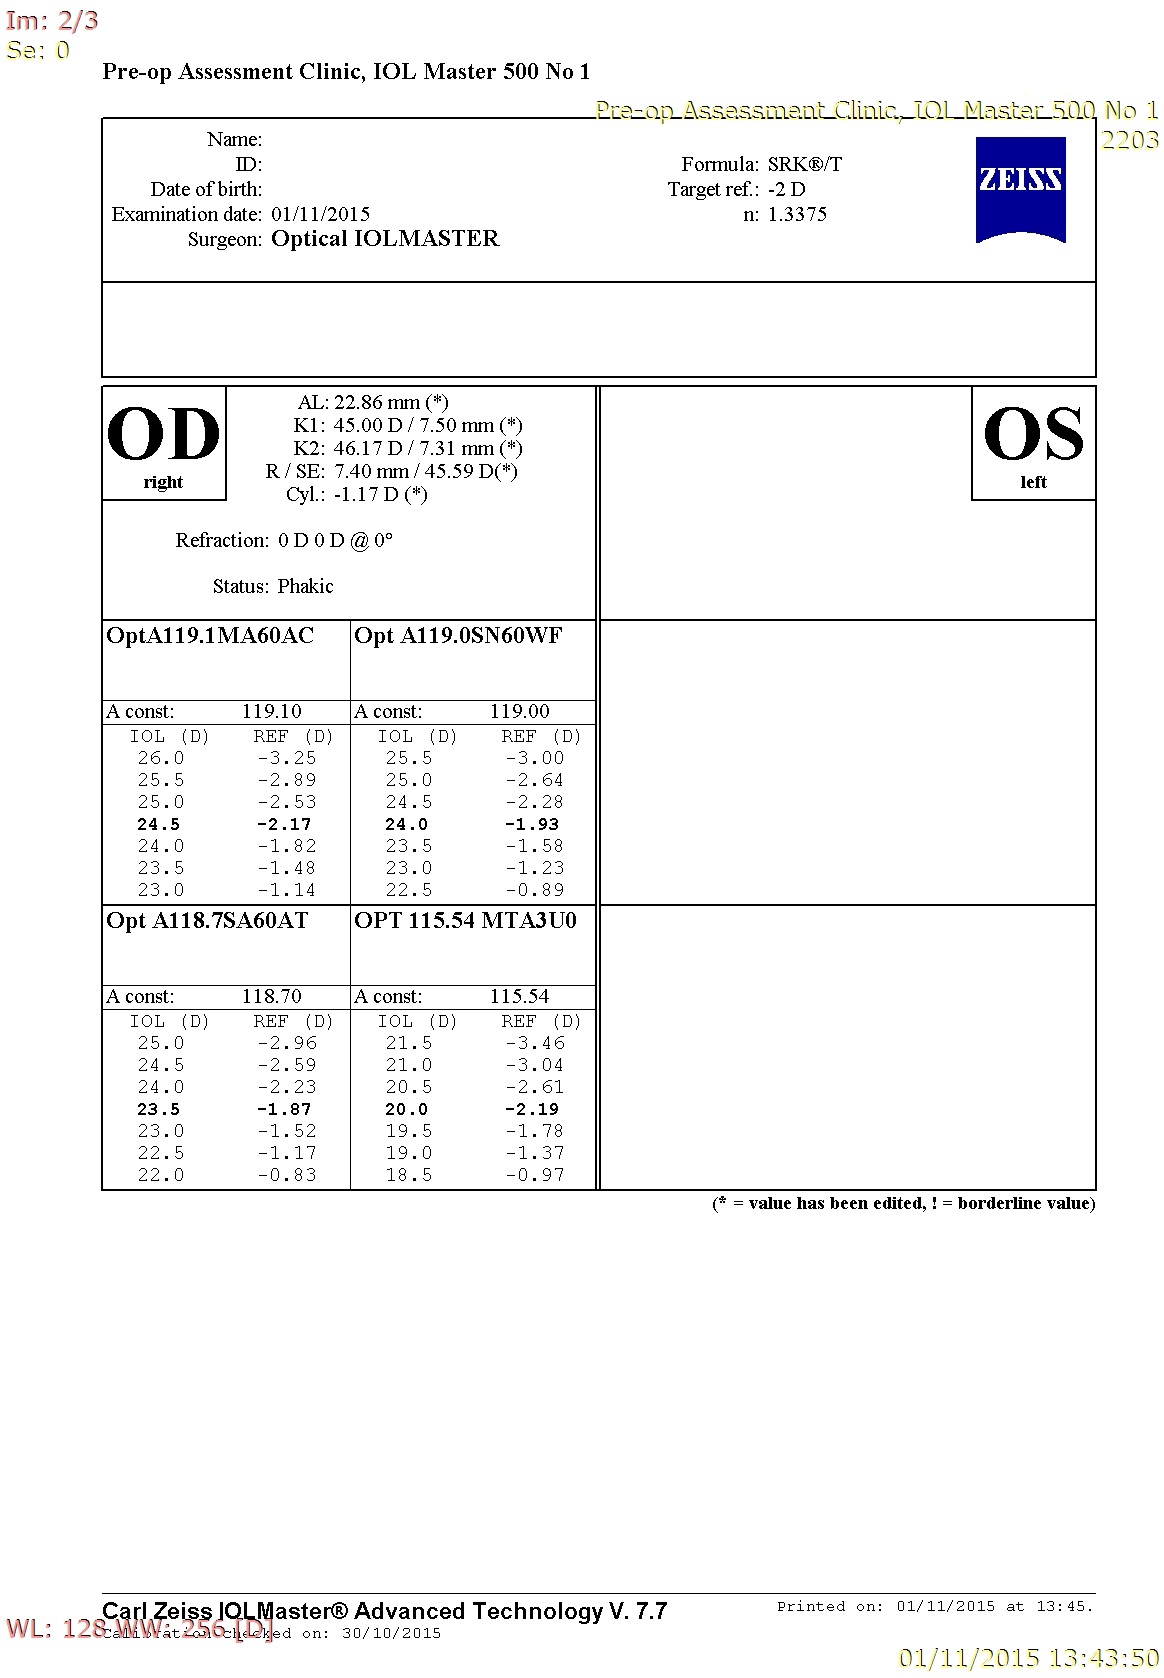 Im: 2/3
Se: 0
Pre-op Assessment Clinic, IOL Master 500 No 1
Pre-op Assessment Clinic, IOL Master 500 No 1
2203
Name:
ID:
Formula: SRK®/T
Date of birth:
Target ref.: -2 D
Examination date: 01/11/2015
n: 1.3375
Surgeon: Optical IOLMASTER
ZEISS
OD
right
AL: 22.86 mm (*)
K1: 45.00 D / 7.50 mm (*)
K2: 46.17 D / 7.31 mm (*)
R / SE: 7.40 mm / 45.59 D(*)
Cyl.: -1.17 D (*)
Refraction: 0 D 0 D @ 0°
Status: Phakic
OS
left
OptA119.1MA60AC
A const: 119.10
IOL (D) REF (D)
26.0 -3.25
25.5 -2.89
25.0 -2.53
24.5 -2.17
24.0 -1.82
23.5 -1.48
23.0 -1.14
Opt A119.0SN60WF
A const: 119.00
IOL (D) REF (D)
25.5 -3.00
25.0 -2.64
24.5 -2.28
24.0 -1.93
23.5 -1.58
23.0 -1.23
22.5 -0.89
Opt A118.7SA60AT
A const: 118.70
IOL (D) REF (D)
25.0 -2.96
24.5 -2.59
24.0 -2.23
23.5 -1.87
23.0 -1.52
22.5 -1.17
22.0 -0.83
OPT 115.54 MTA3U0
A const: 115.54
IOL (D) REF (D)
21.5 -3.46
21.0 -3.04
20.5 -2.61
20.0 -2.19
19.5 -1.78
19.0 -1.37
18.5 -0.97
(* = value has been edited, ! = borderline value)
Carl Zeiss IOLMaster® Advanced Technology V. 7.7
Printed on: 01/11/2015 at 13:45.
WL: 128 WW: 256 [D]
Calibration checked on: 30/10/2015
01/11/2015 13:43:50